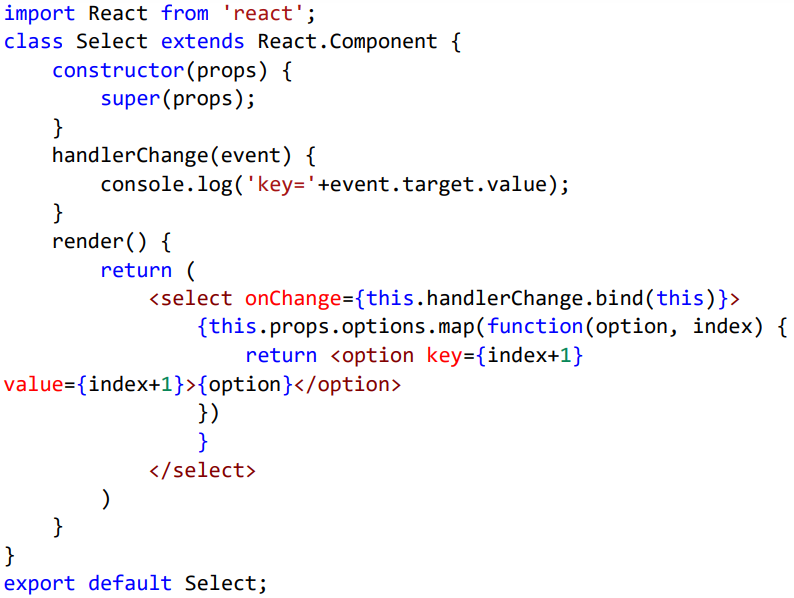 import React from 'react';
class Select extends React.Component {
    constructor(props) {
        super(props);
    }
    handlerChange(event) {
        console.log('key='+event.target.value);
    }
    render() {
        return (
            <select onChange={this.handlerChange.bind(this)}>
                {this.props.options.map(function(option, index) {
                    return <option key={index+1}
value={index+1}>{option}</option>
                })
                }
            </select>
        )
    }
}
export default Select;